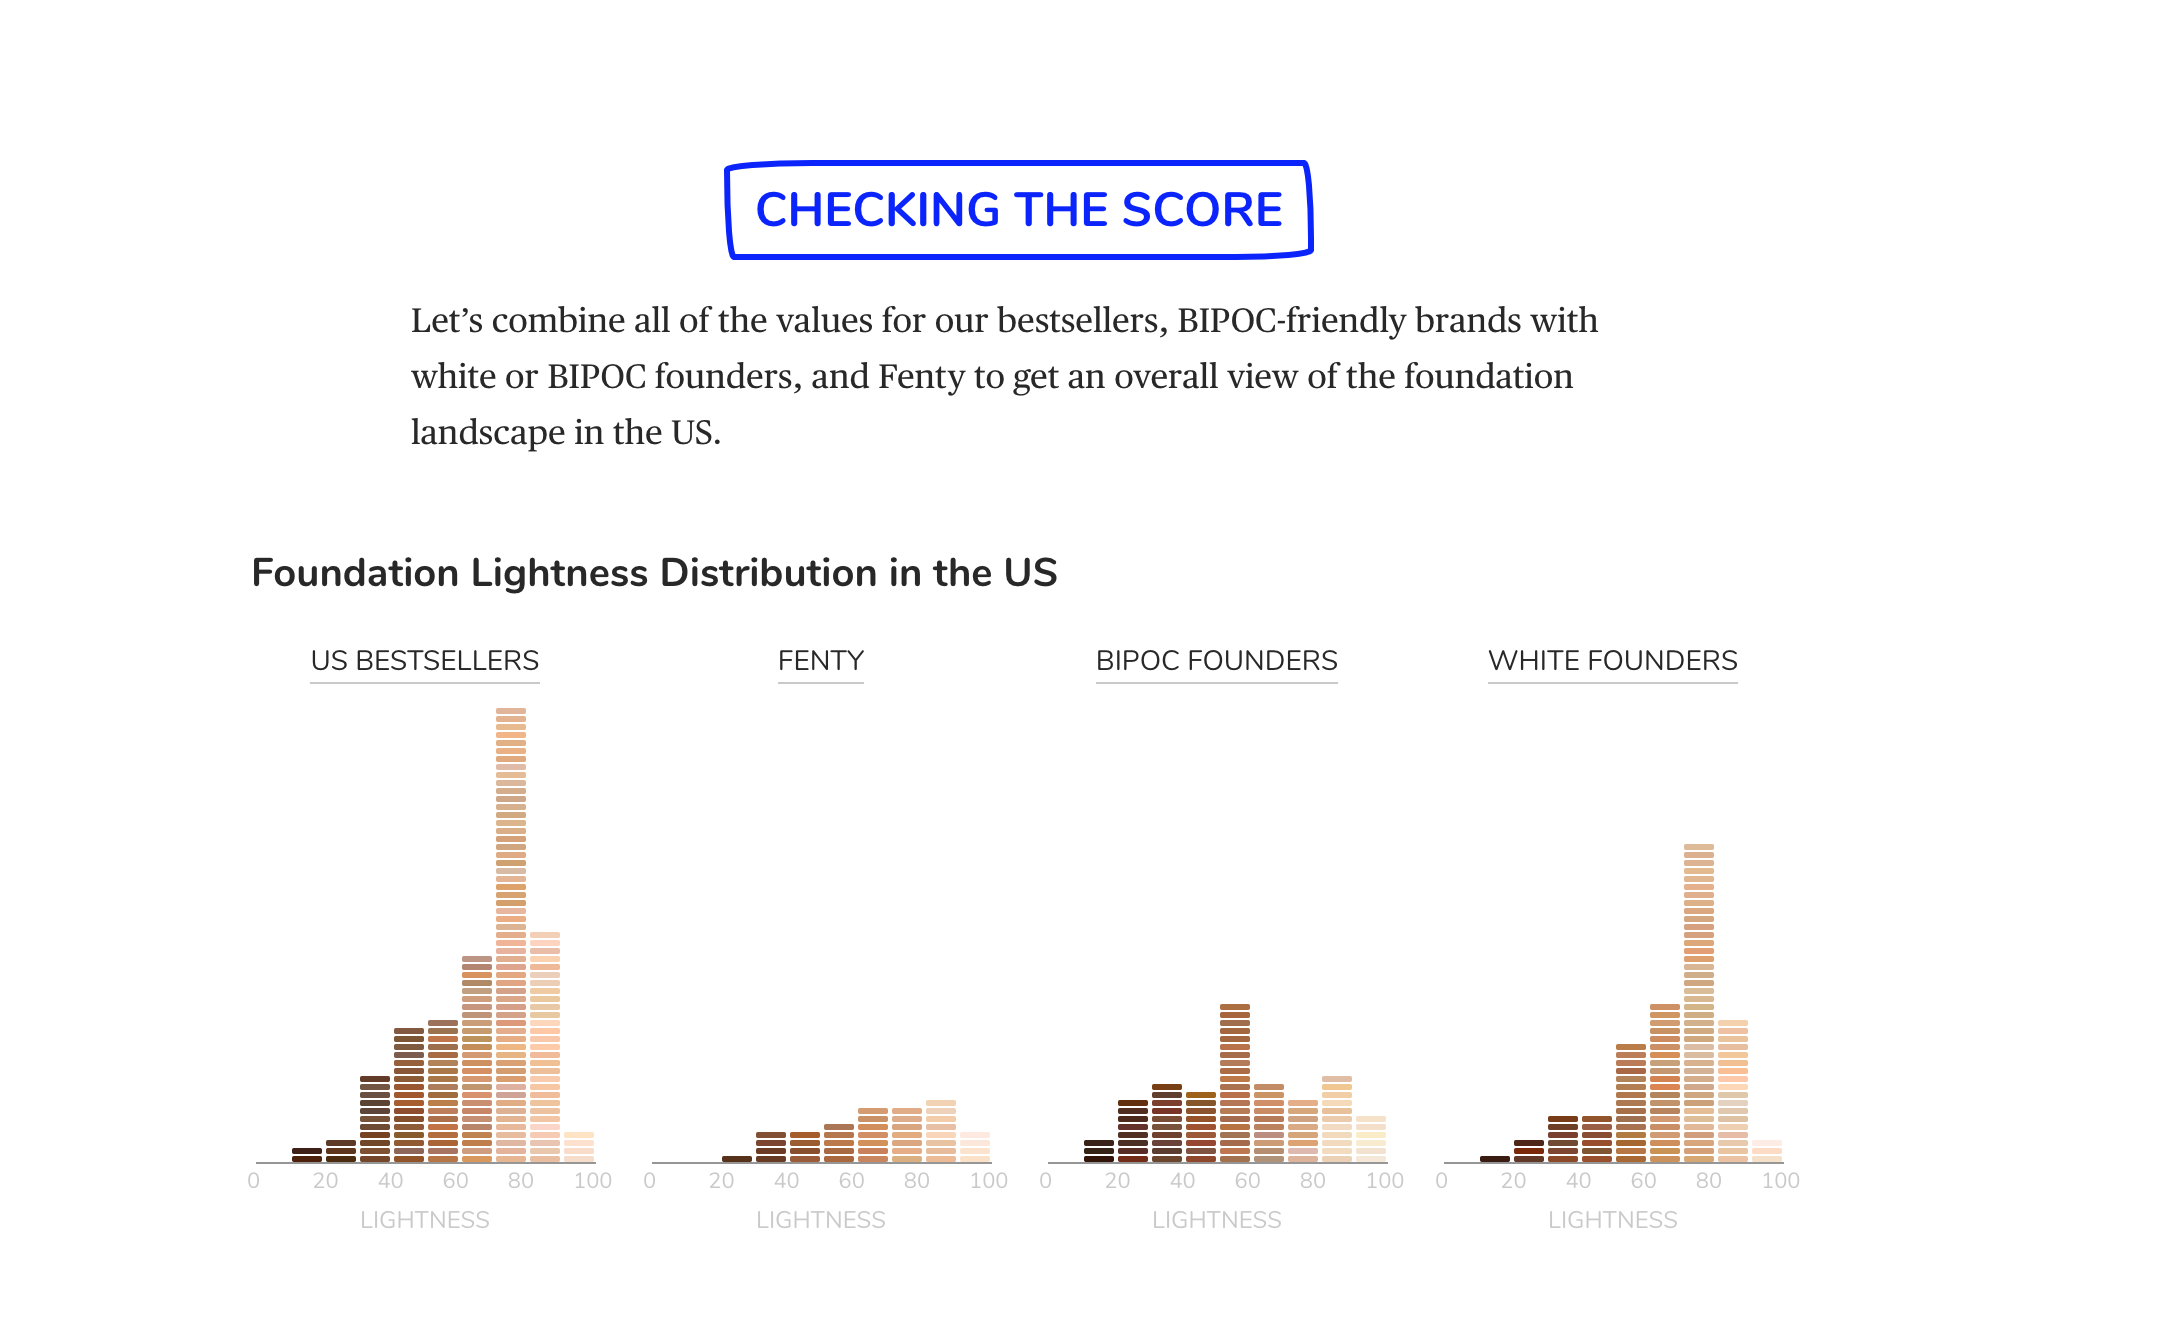 CHECKING THE SCORE
Let’s combine all of the values for our bestsellers, BIPOC-friendly brands with
white or BIPOC founders, and Fenty to get an overall view of the foundation
landscape in the US.
Foundation Lightness Distribution in the US
US BESTSELLERS FENTY BIPOC FOUNDERS WHITE FOUNDERS
0 20 40 60 80 100 0 20 40 60 80 100 0 20 40 60 80 100 0 20 40 60 80 100
LIGHTNESS LIGHTNESS LIGHTNESS LIGHTNESS